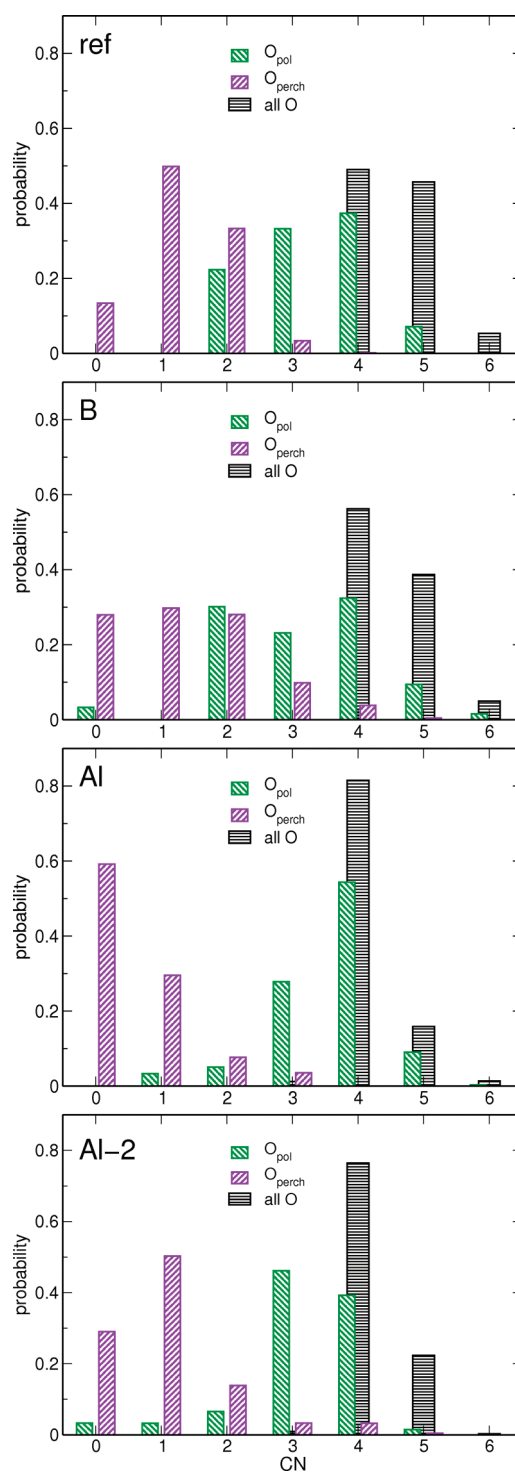 ref
O_pol
O_perch
all O
probability
0.8
0.6
0.4
0.2
0
0 1 2 3 4 5 6
B
O_pol
O_perch
all O
probability
0.8
0.6
0.4
0.2
0
0 1 2 3 4 5 6
Al
O_pol
O_perch
all O
probability
0.8
0.6
0.4
0.2
0
0 1 2 3 4 5 6
Al-2
O_pol
O_perch
all O
probability
0.8
0.6
0.4
0.2
0
0 1 2 3 4 5 6
CN